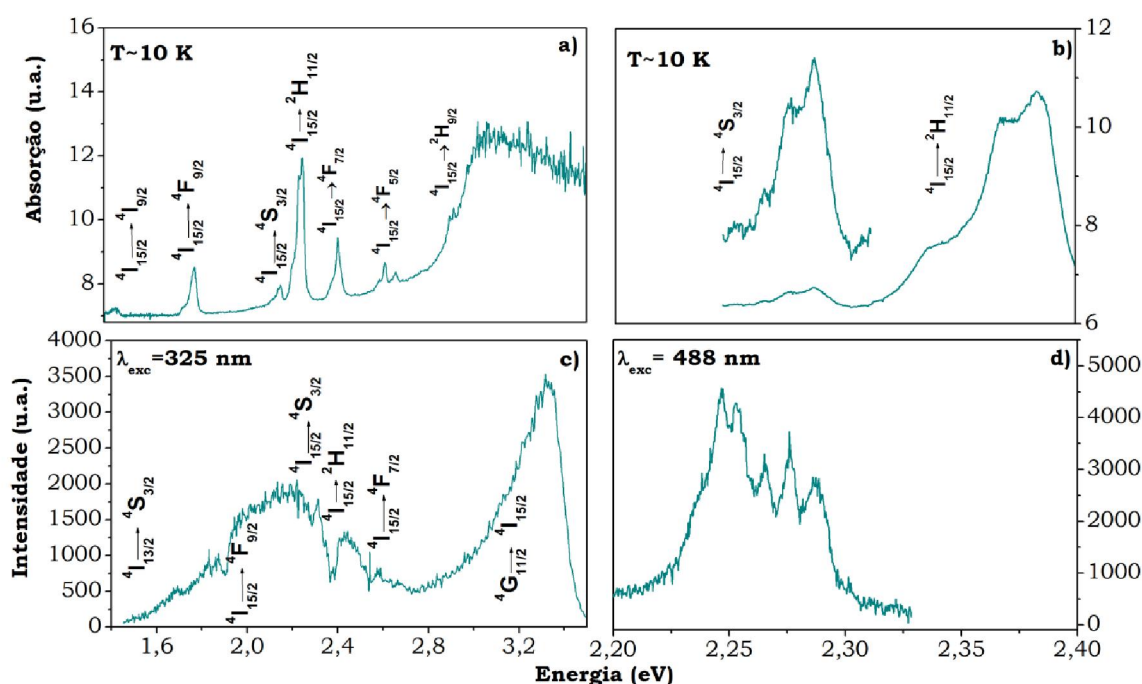 16
14
12
10
8
Absorção (u.a.)
T~10 K
a)
⁴I₁₅/₂→⁴I₉/₂
⁴I₁₅/₂→⁴F₉/₂
⁴I₁₅/₂→⁴S₃/₂
⁴I₁₅/₂→²H₁₁/₂
⁴I₁₅/₂→⁴F₇/₂
⁴I₁₅/₂→⁴F₅/₂
⁴I₁₅/₂→²H₉/₂
T~10 K
b)
⁴I₁₅/₂→⁴S₃/₂
⁴I₁₅/₂→²H₁₁/₂
12
10
8
6
4000
3500
3000
2500
2000
1500
1000
500
0
Intensidade (u.a.)
λexc=325 nm
c)
⁴I₁₃/₂→⁴S₃/₂
⁴I₁₅/₂→⁴F₉/₂
⁴I₁₅/₂→⁴S₃/₂
⁴I₁₅/₂→²H₁₁/₂
⁴I₁₅/₂→⁴F₇/₂
⁴G₁₁/₂→⁴I₁₅/₂
1,6 2,0 2,4 2,8 3,2
λexc= 488 nm
d)
5000
4000
3000
2000
1000
0
2,20 2,25 2,30 2,35 2,40
Energia (eV)